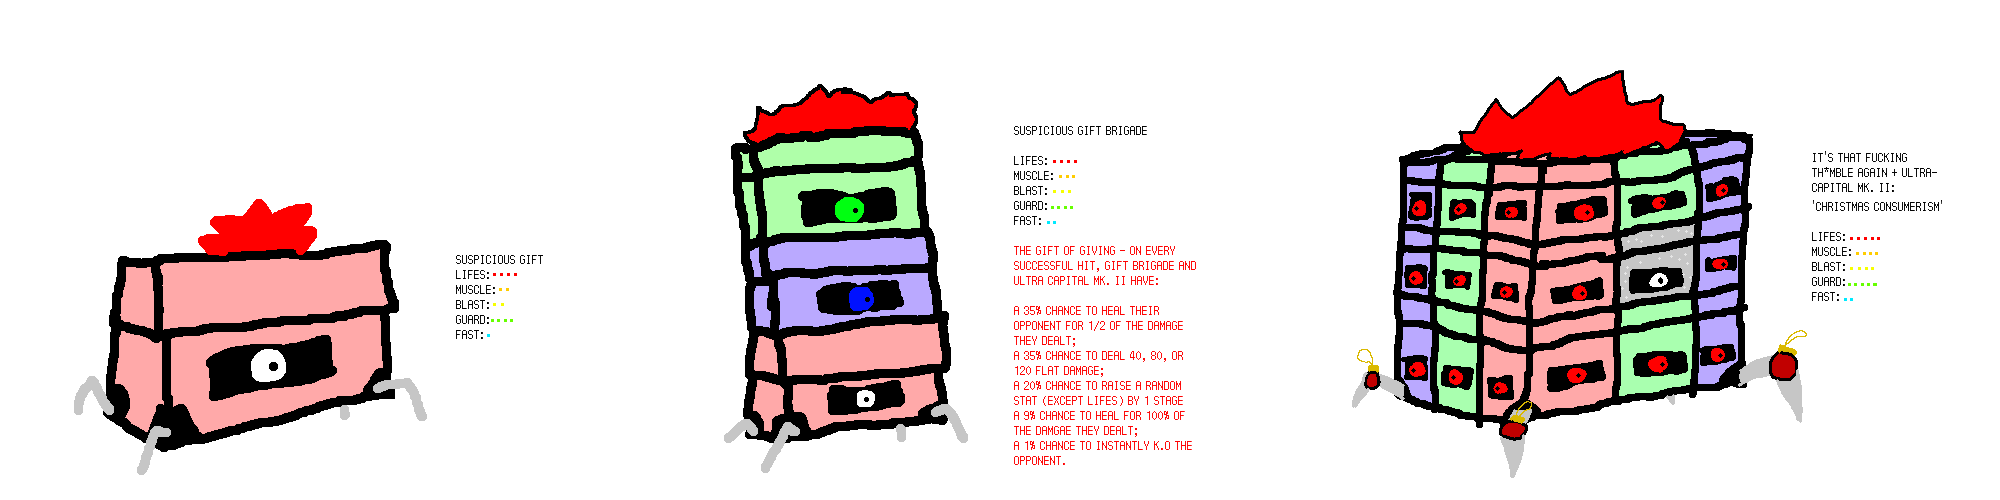 SUSPICIOUS GIFT
LIFES:
MUSCLE:
BLAST:
GUARD:
FAST:
SUSPICIOUS GIFT BRIGADE
LIFES:
MUSCLE:
BLAST:
GUARD:
FAST:
THE GIFT OF GIVING - ON EVERY
SUCCESSFUL HIT, GIFT BRIGADE AND
ULTRA CAPITAL MK. II HAVE:
A 35% CHANCE TO HEAL THEIR
OPPONENT FOR 1/2 OF THE DAMAGE
THEY DEALT;
A 35% CHANCE TO DEAL 40, 80, OR
120 FLAT DAMAGE;
A 20% CHANCE TO RAISE A RANDOM
STAT (EXCEPT LIFES) BY 1 STAGE
A 9% CHANCE TO HEAL FOR 100% OF
THE DAMGAE THEY DEALT;
A 1% CHANCE TO INSTANTLY K.O THE
OPPONENT.
IT'S THAT FUCKING
TH*MBLE AGAIN + ULTRA-
CAPITAL MK. II:
'CHRISTMAS CONSUMERISM'
LIFES:
MUSCLE:
BLAST:
GUARD:
FAST: